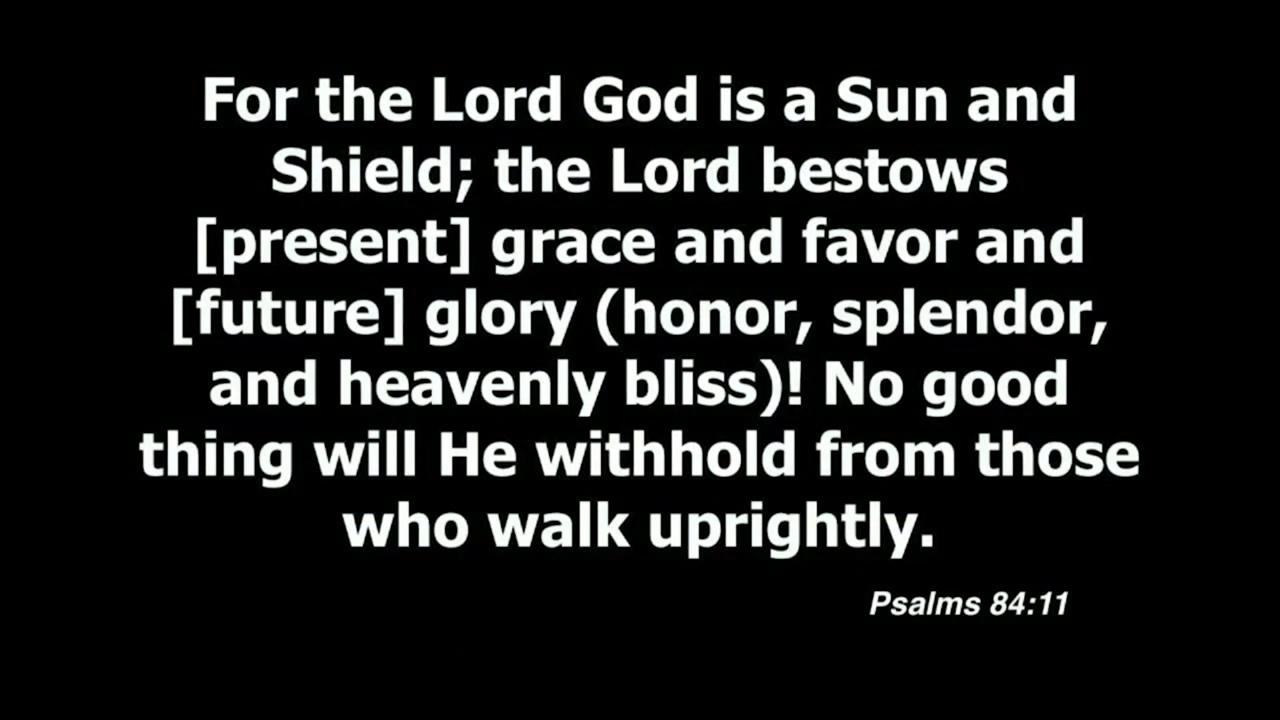 For the Lord God is a Sun and
Shield; the Lord bestows
[present] grace and favor and
[future] glory (honor, splendor,
and heavenly bliss)! No good
thing will He withhold from those
who walk uprightly.
Psalms 84:11